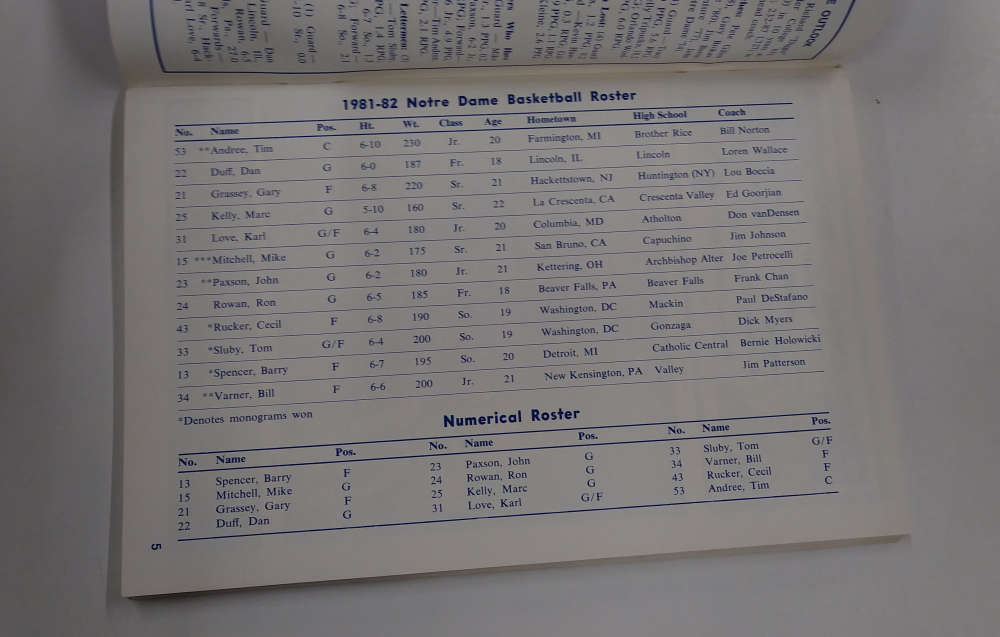 E OUTLOOK
1981-82 Notre Dame Basketball Roster
No. Name Pos. Ht. Wt. Class Age Hometown High School Coach
53 **Andree, Tim C 6-10 230 Jr. 20 Farmington, MI Brother Rice Bill Norton
22 Duff, Dan G 6-0 187 Fr. 18 Lincoln, IL Lincoln Loren Wallace
21 Grassey, Gary F 6-8 220 Sr. 21 Hackettstown, NJ Huntington (NY) Lou Boccia
25 Kelly, Marc G 5-10 160 Sr. 22 La Crescenta, CA Crescenta Valley Ed Goorjian
31 Love, Karl G/F 6-4 180 Jr. 20 Columbia, MD Atholton Don vanDensen
15 ***Mitchell, Mike G 6-2 175 Sr. 21 San Bruno, CA Capuchino Jim Johnson
23 **Paxson, John G 6-2 180 Jr. 21 Kettering, OH Archbishop Alter Joe Petrocelli
24 Rowan, Ron G 6-5 185 Fr. 18 Beaver Falls, PA Beaver Falls Frank Chan
43 *Rucker, Cecil F 6-8 190 So. 19 Washington, DC Mackin Paul DeStafano
33 *Sluby, Tom G/F 6-4 200 So. 19 Washington, DC Gonzaga Dick Myers
13 *Spencer, Barry F 6-7 195 So. 20 Detroit, MI Catholic Central Bernie Holowicki
34 **Varner, Bill F 6-6 200 Jr. 21 New Kensington, PA Valley Jim Patterson
*Denotes monograms won
Numerical Roster
No. Name Pos. No. Name Pos. No. Name Pos.
13 Spencer, Barry F 23 Paxson, John G 33 Sluby, Tom G/F
15 Mitchell, Mike G 24 Rowan, Ron G 34 Varner, Bill F
21 Grassey, Gary F 25 Kelly, Marc G 43 Rucker, Cecil F
22 Duff, Dan G 31 Love, Karl G/F 53 Andree, Tim C
5